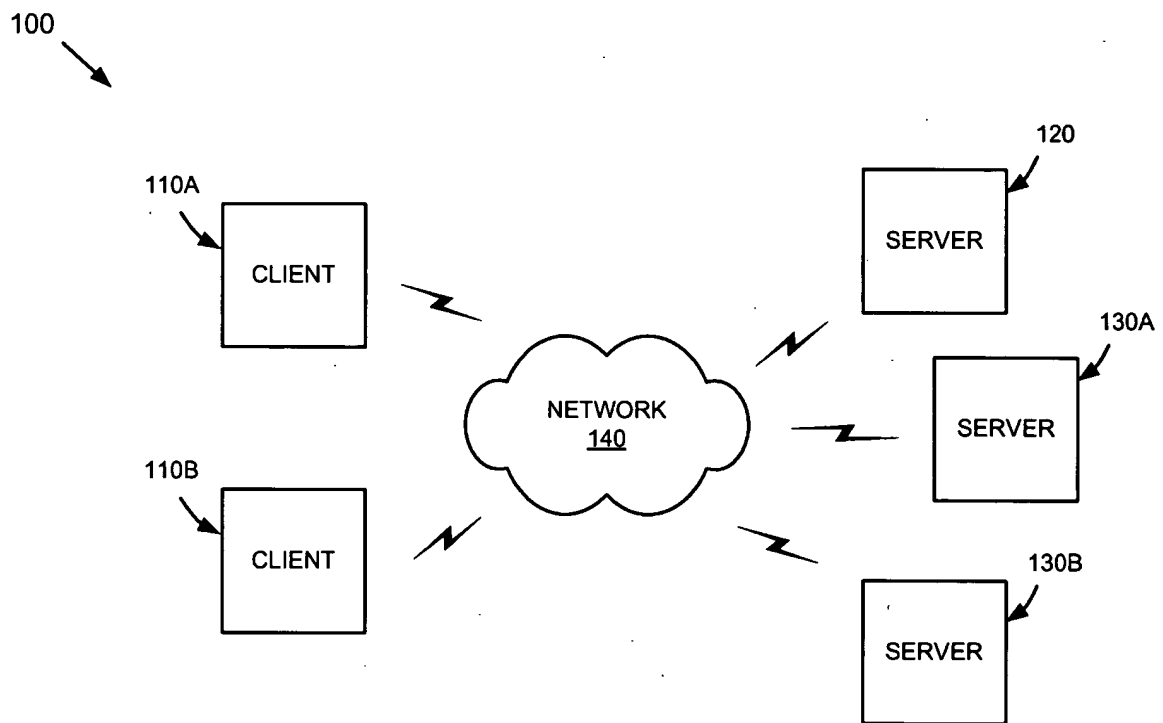 100
120
110A
SERVER
CLIENT
130A
NETWORK
140
SERVER
110B
CLIENT
130B
SERVER